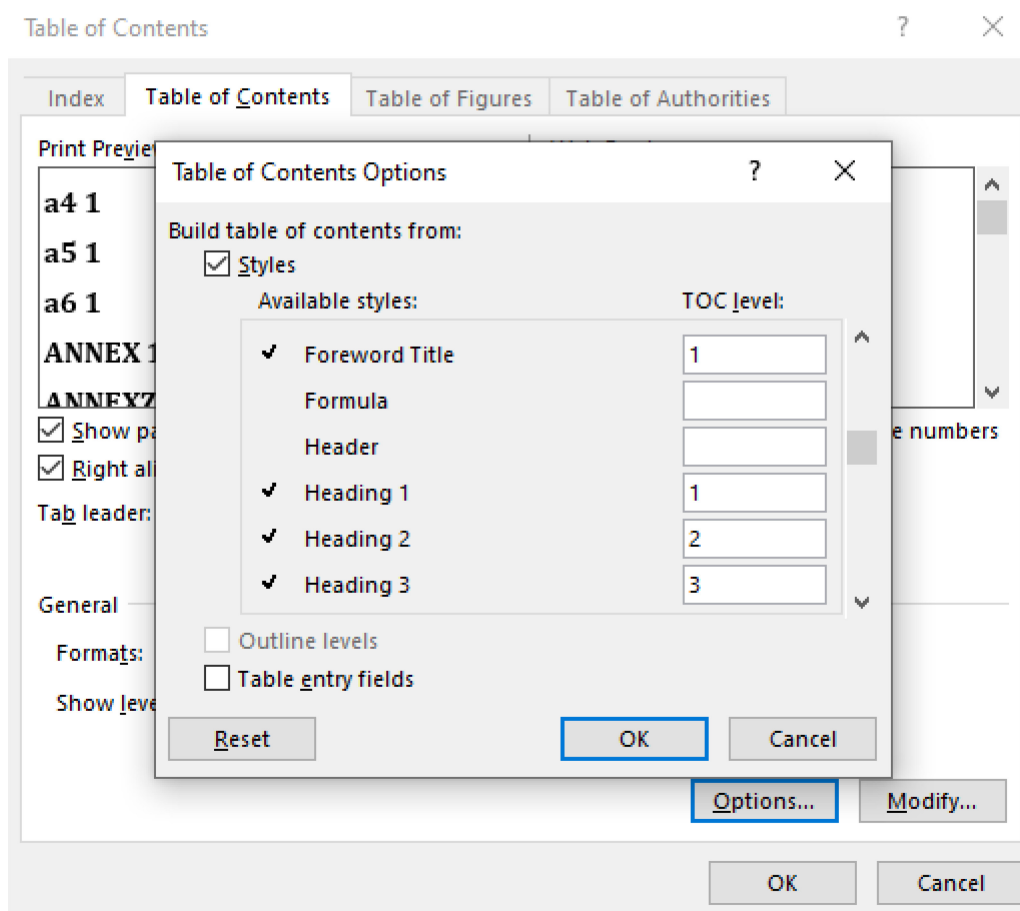 Table of Contents ? ×
Index Table of Contents Table of Figures Table of Authorities
Print Previe
a4 1
a5 1
a6 1
ANNEX 1
ANNEXZ
Show pa
e numbers
Right ali
Tab leader:
General
Formats:
Show leve
Table of Contents Options ? ×
Build table of contents from:
Styles
Available styles: TOC level:
Foreword Title 1
Formula
Header
Heading 1 1
Heading 2 2
Heading 3 3
Outline levels
Table entry fields
Reset OK Cancel
Options... Modify...
OK Cancel